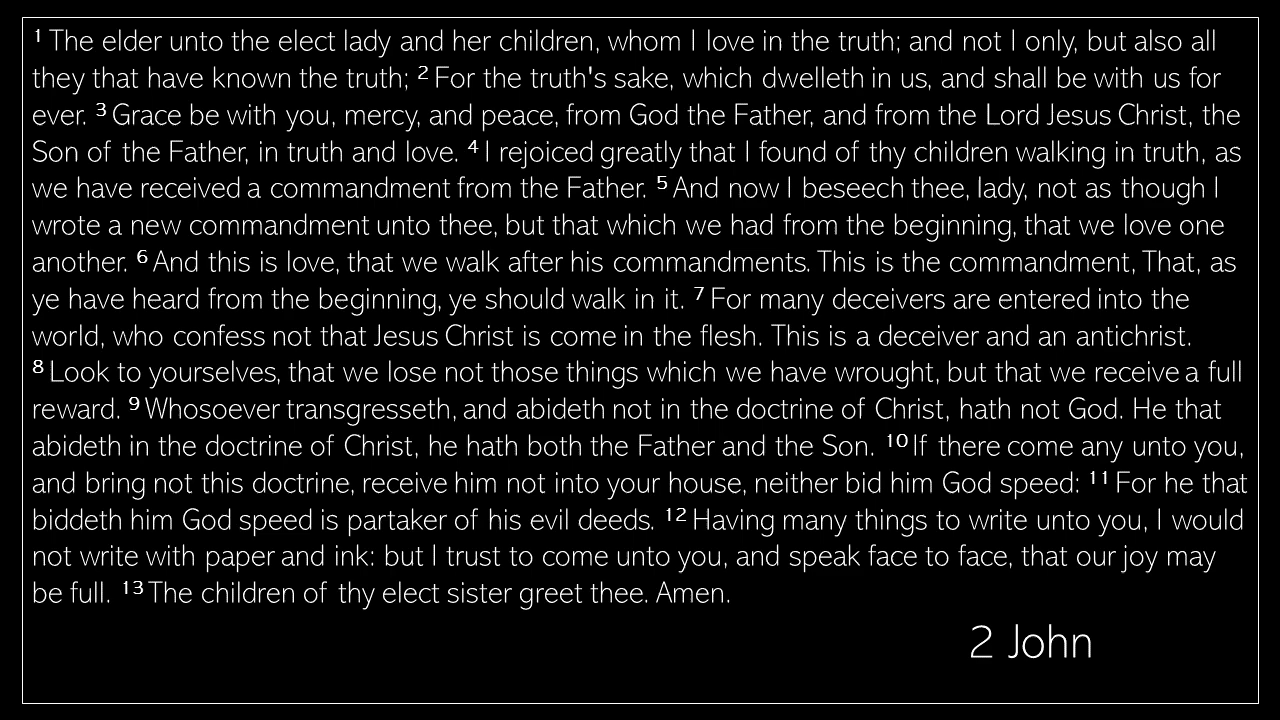 1 The elder unto the elect lady and her children, whom I love in the truth; and not I only, but also all
they that have known the truth; 2 For the truth's sake, which dwelleth in us, and shall be with us for
ever. 3 Grace be with you, mercy, and peace, from God the Father, and from the Lord Jesus Christ, the
Son of the Father, in truth and love. 4 I rejoiced greatly that I found of thy children walking in truth, as
we have received a commandment from the Father. 5 And now I beseech thee, lady, not as though I
wrote a new commandment unto thee, but that which we had from the beginning, that we love one
another. 6 And this is love, that we walk after his commandments. This is the commandment, That, as
ye have heard from the beginning, ye should walk in it. 7 For many deceivers are entered into the
world, who confess not that Jesus Christ is come in the flesh. This is a deceiver and an antichrist.
8 Look to yourselves, that we lose not those things which we have wrought, but that we receive a full
reward. 9 Whosoever transgresseth, and abideth not in the doctrine of Christ, hath not God. He that
abideth in the doctrine of Christ, he hath both the Father and the Son. 10 If there come any unto you,
and bring not this doctrine, receive him not into your house, neither bid him God speed: 11 For he that
biddeth him God speed is partaker of his evil deeds. 12 Having many things to write unto you, I would
not write with paper and ink: but I trust to come unto you, and speak face to face, that our joy may
be full. 13 The children of thy elect sister greet thee. Amen.
2 John